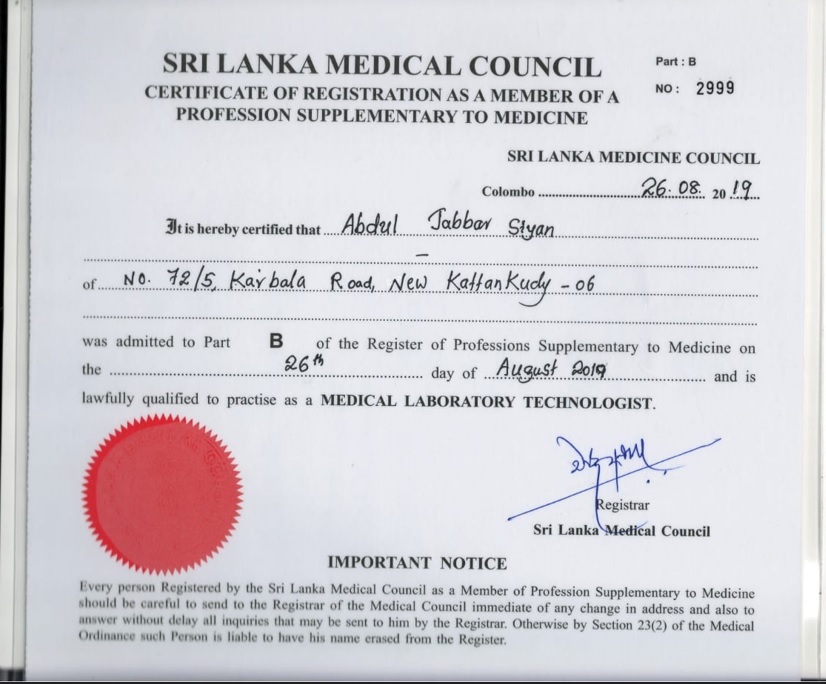 SRI LANKA MEDICAL COUNCIL
Part : B
CERTIFICATE OF REGISTRATION AS A MEMBER OF A
NO : 2999
PROFESSION SUPPLEMENTARY TO MEDICINE
SRI LANKA MEDICINE COUNCIL
Colombo 26.08. 2019
It is hereby certified that Abdul Jabbar Siyan
–
of NO. 72/5, Karbala Road, New Kattankudy - 06
was admitted to Part B of the Register of Professions Supplementary to Medicine on
the 26th day of August 2019 and is
lawfully qualified to practise as a MEDICAL LABORATORY TECHNOLOGIST.
Registrar
Sri Lanka Medical Council
IMPORTANT NOTICE
Every person Registered by the Sri Lanka Medical Council as a Member of Profession Supplementary to Medicine
should be careful to send to the Registrar of the Medical Council immediate of any change in address and also to
answer without delay all inquiries that may be sent to him by the Registrar. Otherwise by Section 23(2) of the Medical
Ordinance such Person is liable to have his name erased from the Register.